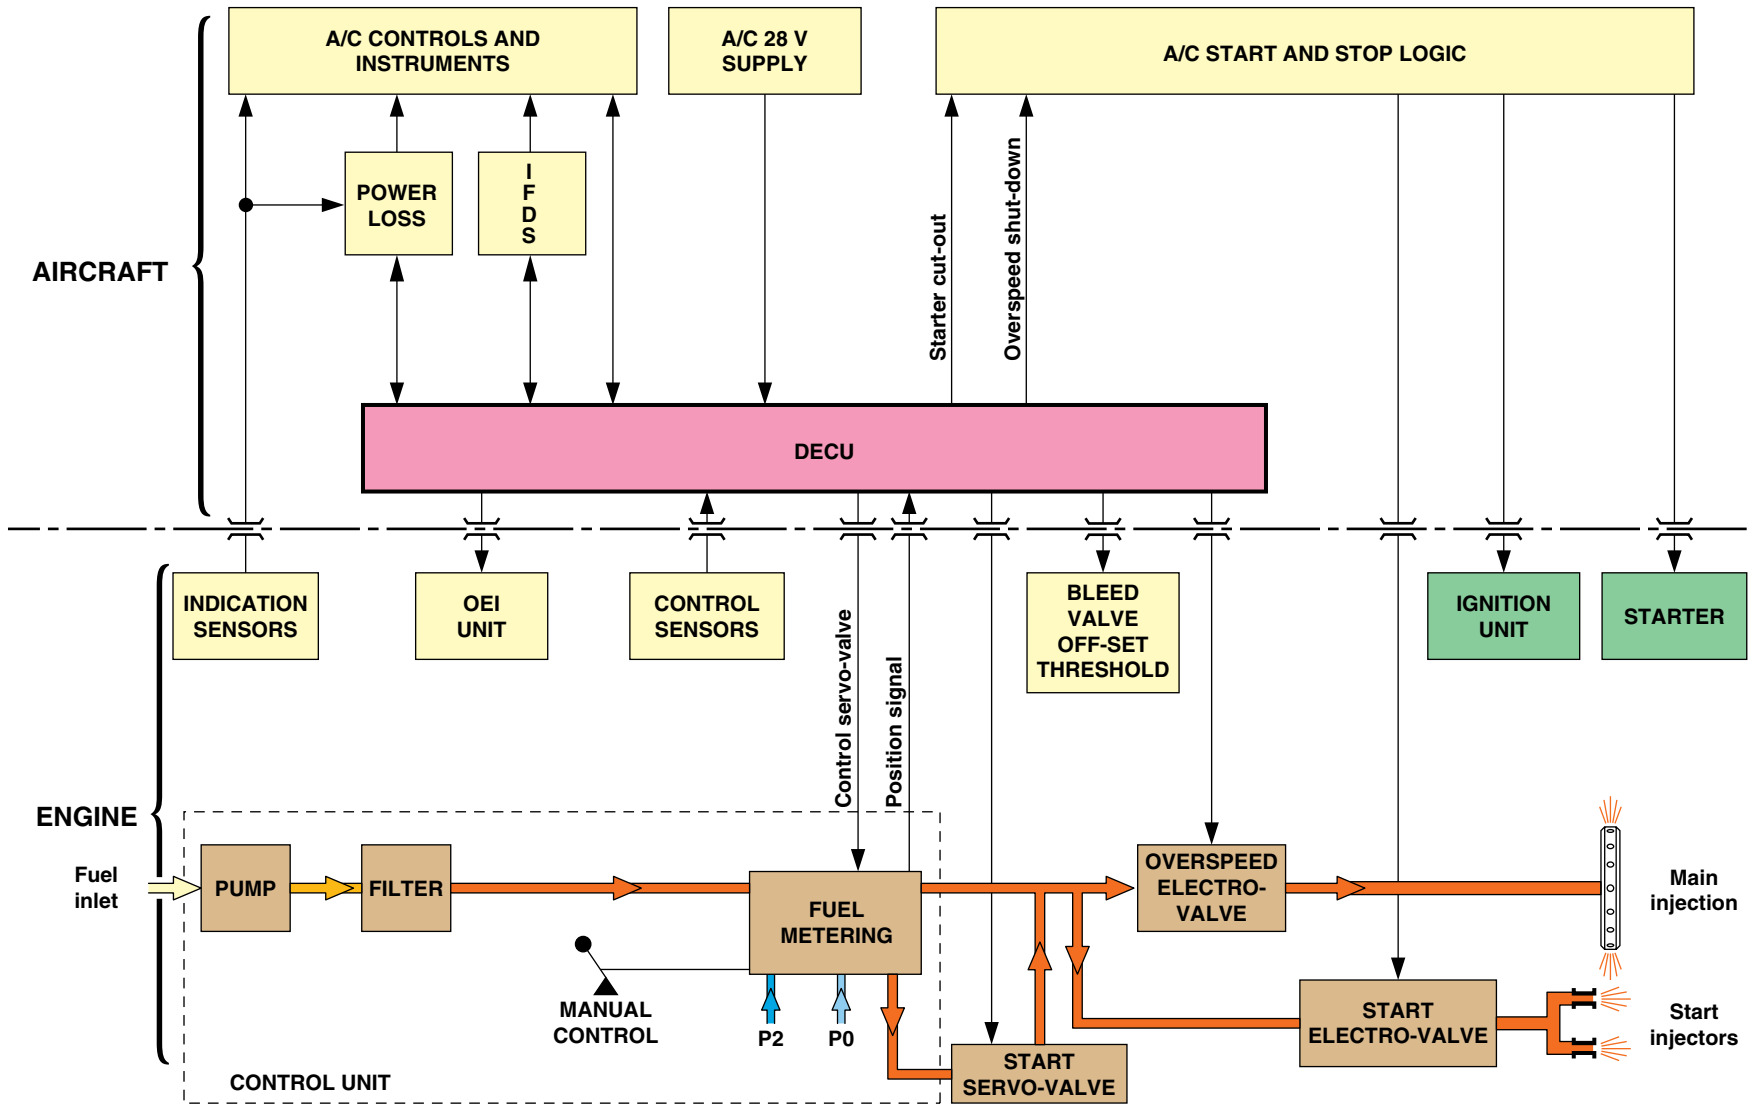 A/C CONTROLS AND
INSTRUMENTS
A/C 28 V
SUPPLY
A/C START AND STOP LOGIC
POWER
LOSS
I
F
D
S
Starter cut-out
Overspeed shut-down
AIRCRAFT
DECU
INDICATION
SENSORS
OEI
UNIT
CONTROL
SENSORS
BLEED
VALVE
OFF-SET
THRESHOLD
IGNITION
UNIT
STARTER
Control servo-valve
Position signal
ENGINE
Fuel
inlet
PUMP
FILTER
FUEL
METERING
OVERSPEED
ELECTRO-
VALVE
Main
injection
MANUAL
CONTROL
P2
P0
START
ELECTRO-VALVE
Start
injectors
START
SERVO-VALVE
CONTROL UNIT